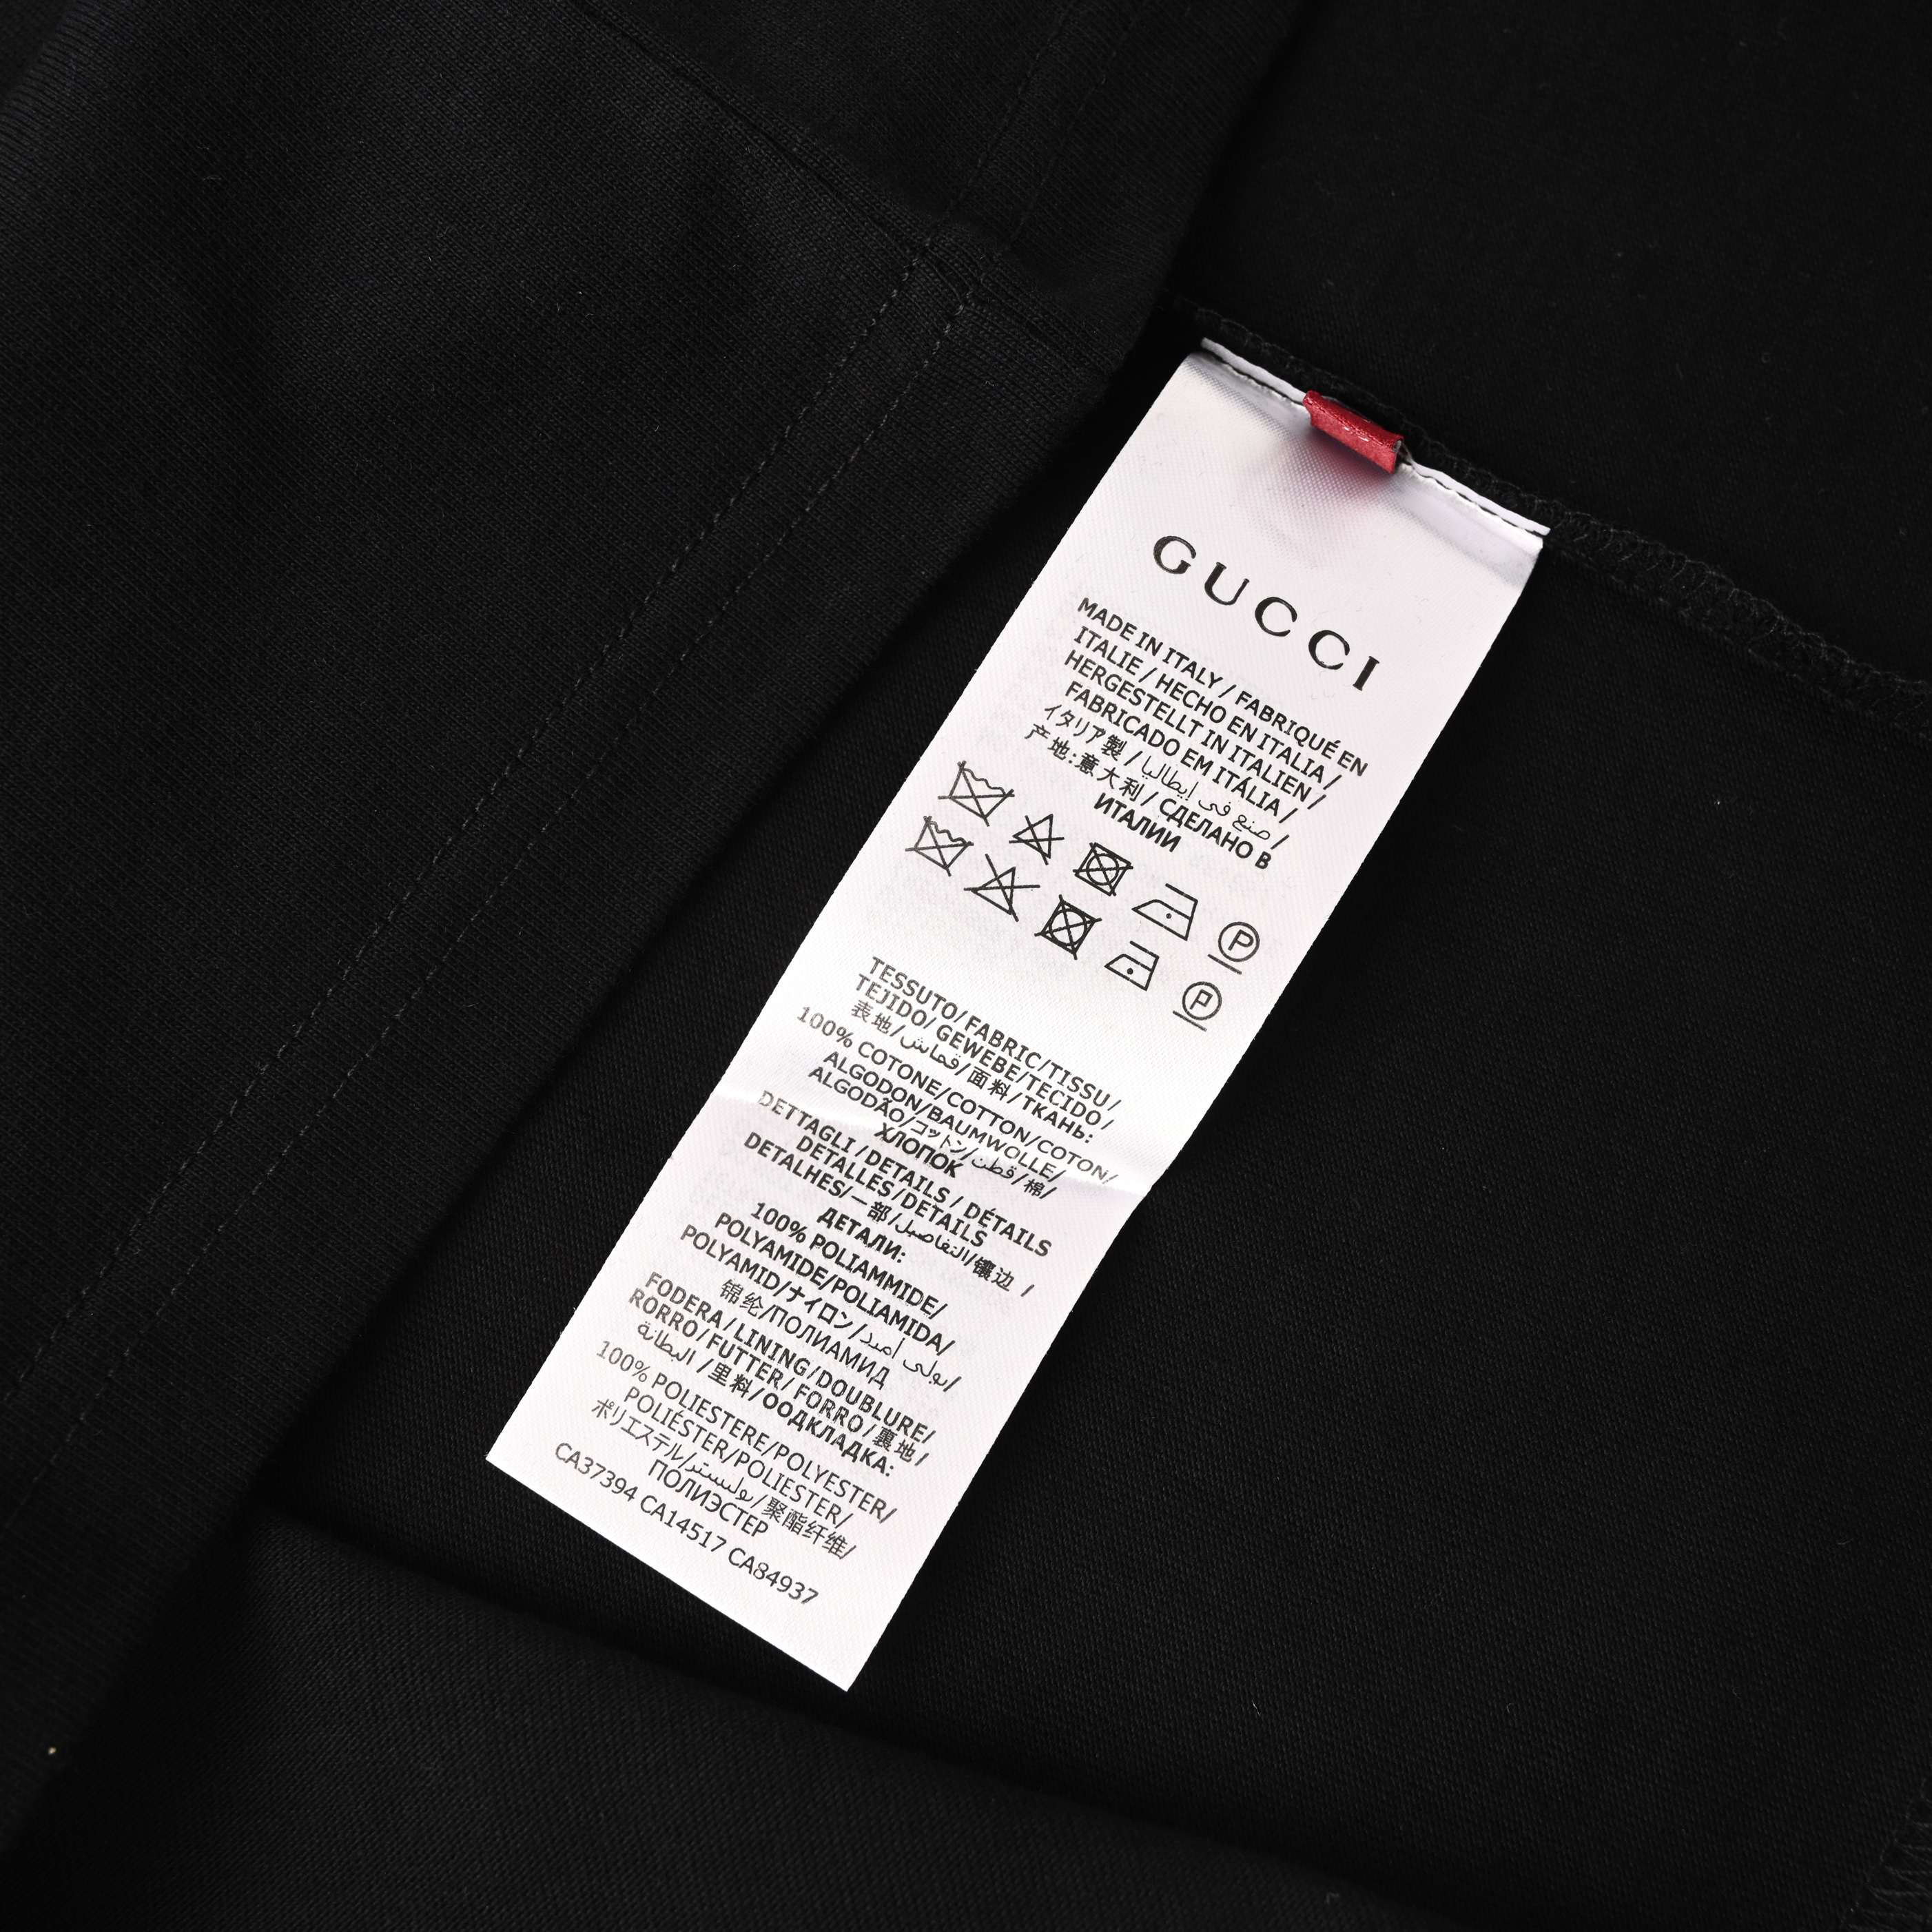 GUCCI
MADE IN ITALY / FABRIQUÉ EN
ITALIE / HECHO EN ITALIA /
HERGESTELLT IN ITALIEN /
FABRICADO EM ITÁLIA /
イタリア製 / صنع في إيطاليا /
产地:意大利 / СДЕЛАНО В
ИТАЛИИ
P
P
TESSUTO/FABRIC/TISSU/
TEJIDO/GEWEBE/TECIDO/
表地/قماش/面料/ТКАНЬ:
100% COTONE/COTTON/COTON/
ALGODON/BAUMWOLLE/
ALGODÃO/コットン/قطن/棉/
ХЛОПОК
DETTAGLI/DETAILS/DÉTAILS
DETALLES/DETAILS
DETALHES/一部/التفاصيل/镶边 /
ДЕТАЛИ:
100% POLIAMMIDE/
POLYAMIDE/POLIAMIDA/
POLYAMID/ナイロン/بولي أميد/
锦纶/ПОЛИАМИД
FODERA/LINING/DOUBLURE/
RORRO/FUTTER/FORRO/裏地/
البطانة /里料/ООДКЛАДКА:
100% POLIESTERE/POLYESTER/
POLIÉSTER/POLIESTER/
ポリエステル/بوليستر/聚酯纤维/
ПОЛИЭСТЕР
CA37394 CA14517 CA84937